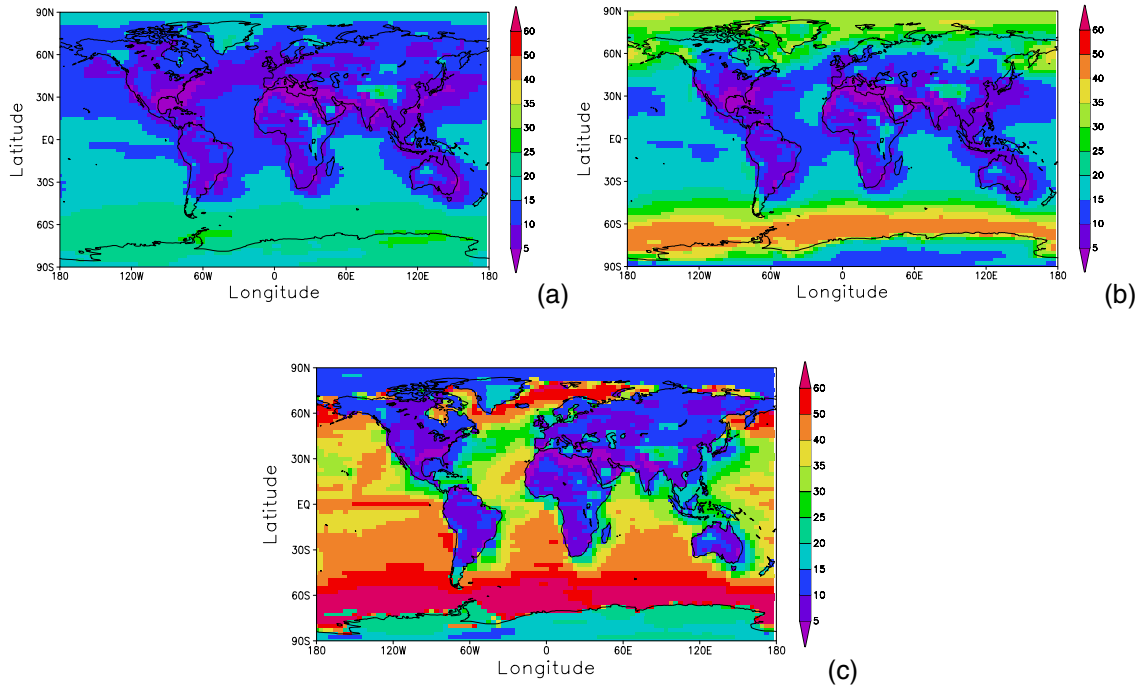 90N
60N
30N
EQ
30S
60S
90S
Latitude
180
120W
60W
0
60E
120E
180
Longitude
60
50
40
35
30
25
20
15
10
5
(a)
90N
60N
30N
EQ
30S
60S
90S
Latitude
180
120W
60W
0
60E
120E
180
Longitude
60
50
40
35
30
25
20
15
10
5
(b)
90N
60N
30N
EQ
30S
60S
90S
Latitude
180
120W
60W
0
60E
120E
180
Longitude
60
50
40
35
30
25
20
15
10
5
(c)